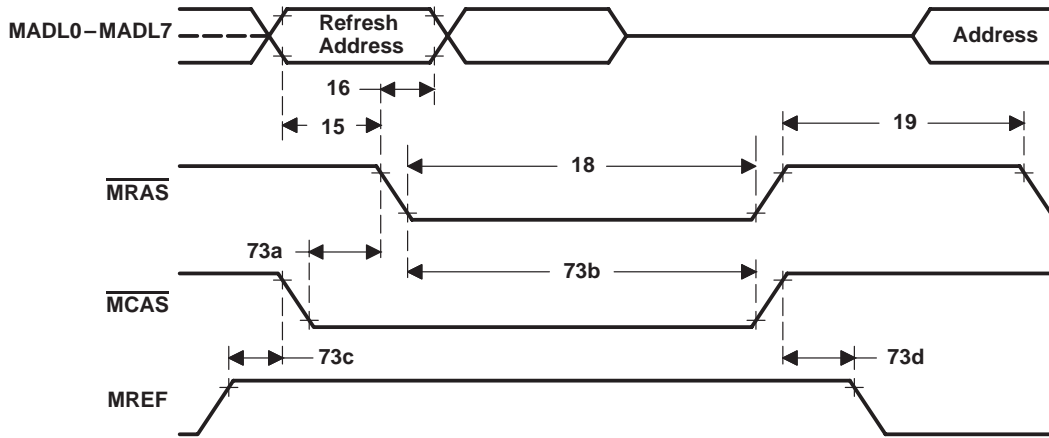 MADL0–MADL7
Refresh
Address
Address
16
15
19
18
MRAS
73a
73b
MCAS
73c
73d
MREF